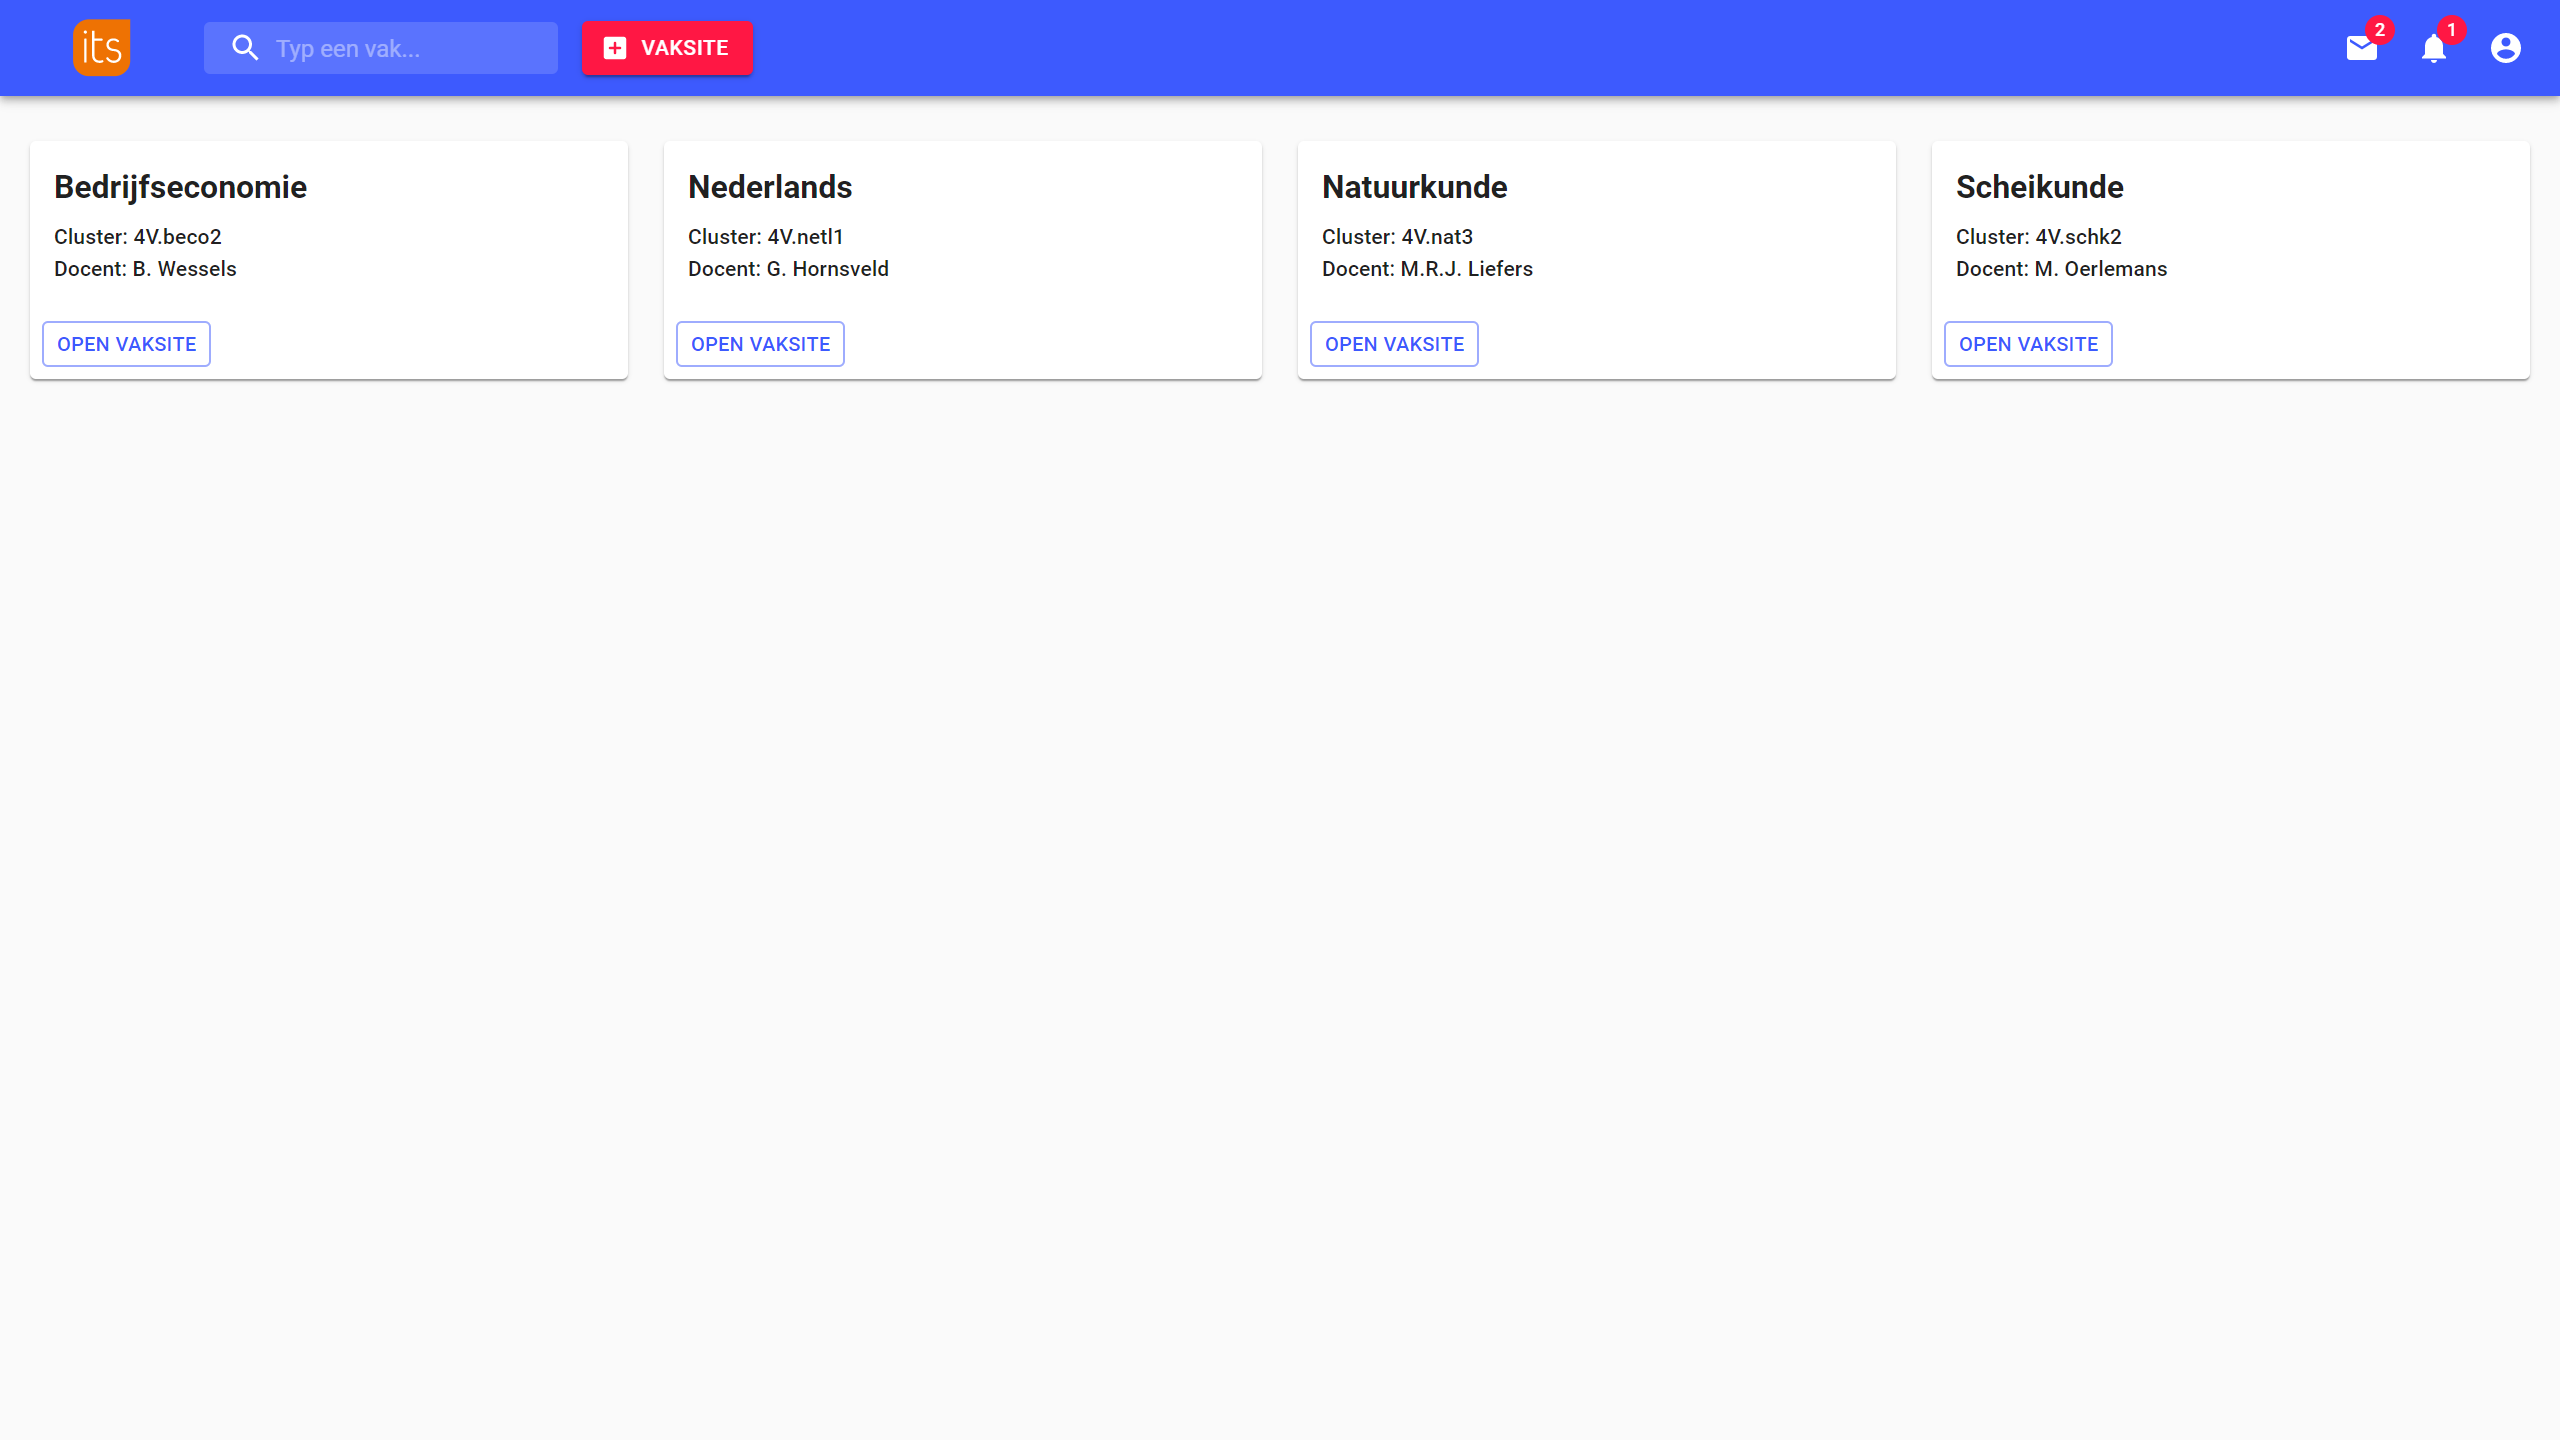 its
Typ een vak...
VAKSITE
2
1
Bedrijfseconomie
Cluster: 4V.beco2
Docent: B. Wessels
OPEN VAKSITE
Nederlands
Cluster: 4V.netl1
Docent: G. Hornsveld
OPEN VAKSITE
Natuurkunde
Cluster: 4V.nat3
Docent: M.R.J. Liefers
OPEN VAKSITE
Scheikunde
Cluster: 4V.schk2
Docent: M. Oerlemans
OPEN VAKSITE